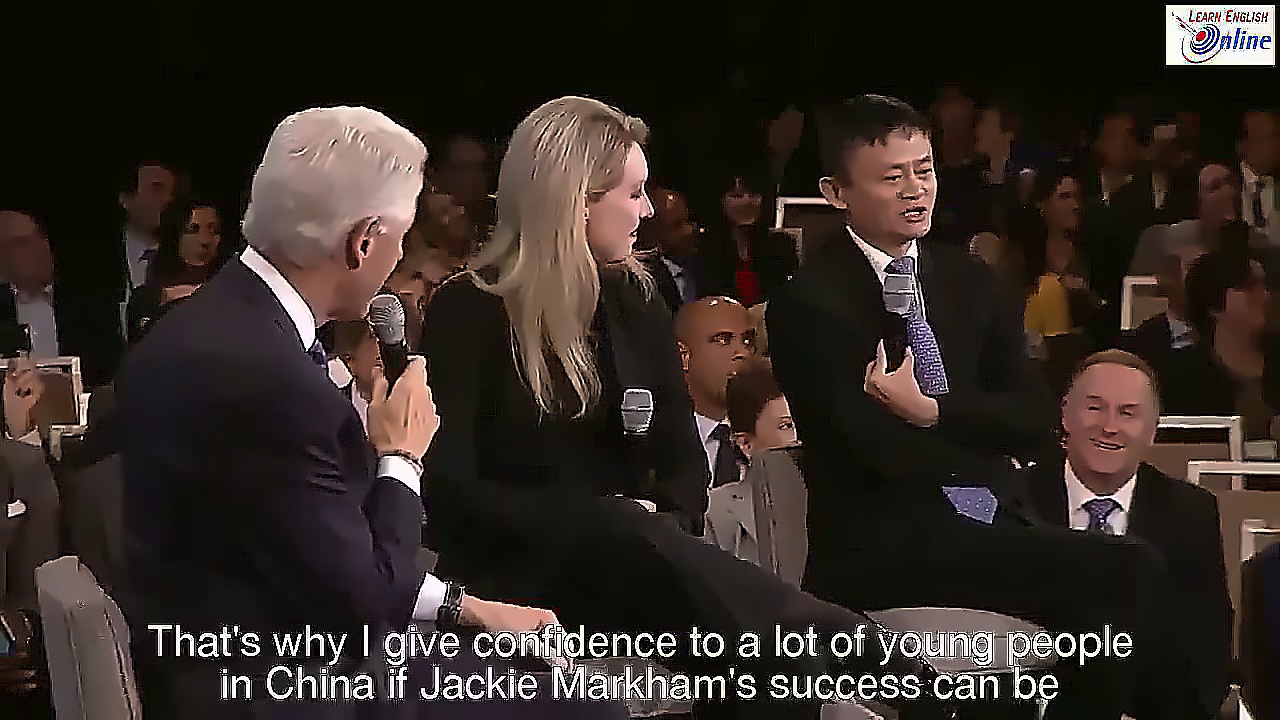 LEARN ENGLISH
Online
That's why I give confidence to a lot of young people
in China if Jackie Markham's success can be